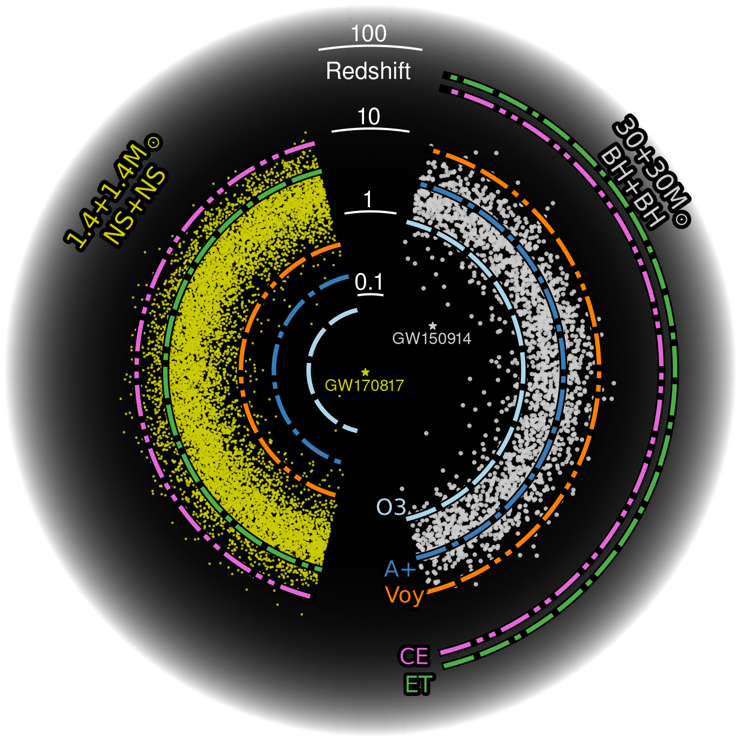 100
Redshift
10
1
0.1
1.4+1.4M☉
NS+NS
30+30M☉
BH+BH
GW150914
GW170817
O3
A+
Voy
CE
ET